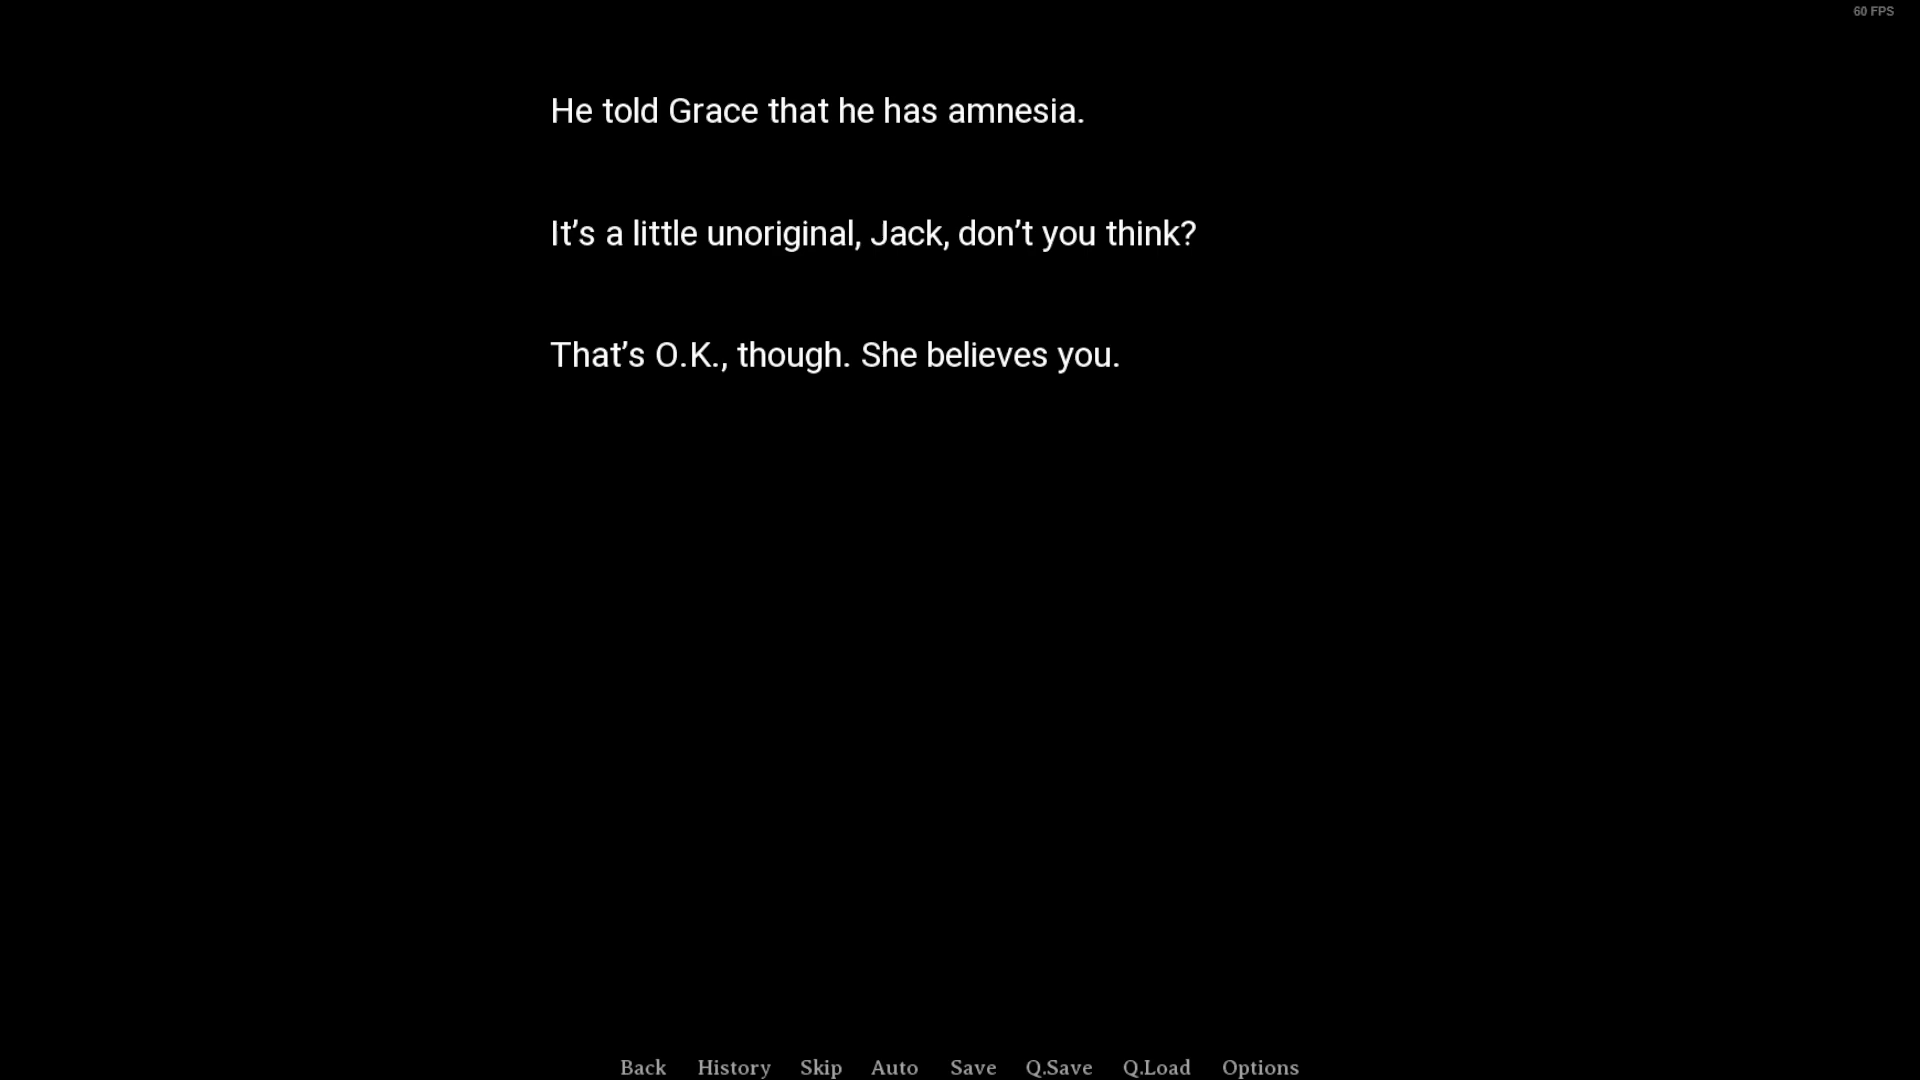 60 FPS
He told Grace that he has amnesia.
It’s a little unoriginal, Jack, don’t you think?
That’s O.K., though. She believes you.
Back History Skip Auto Save Q.Save Q.Load Options